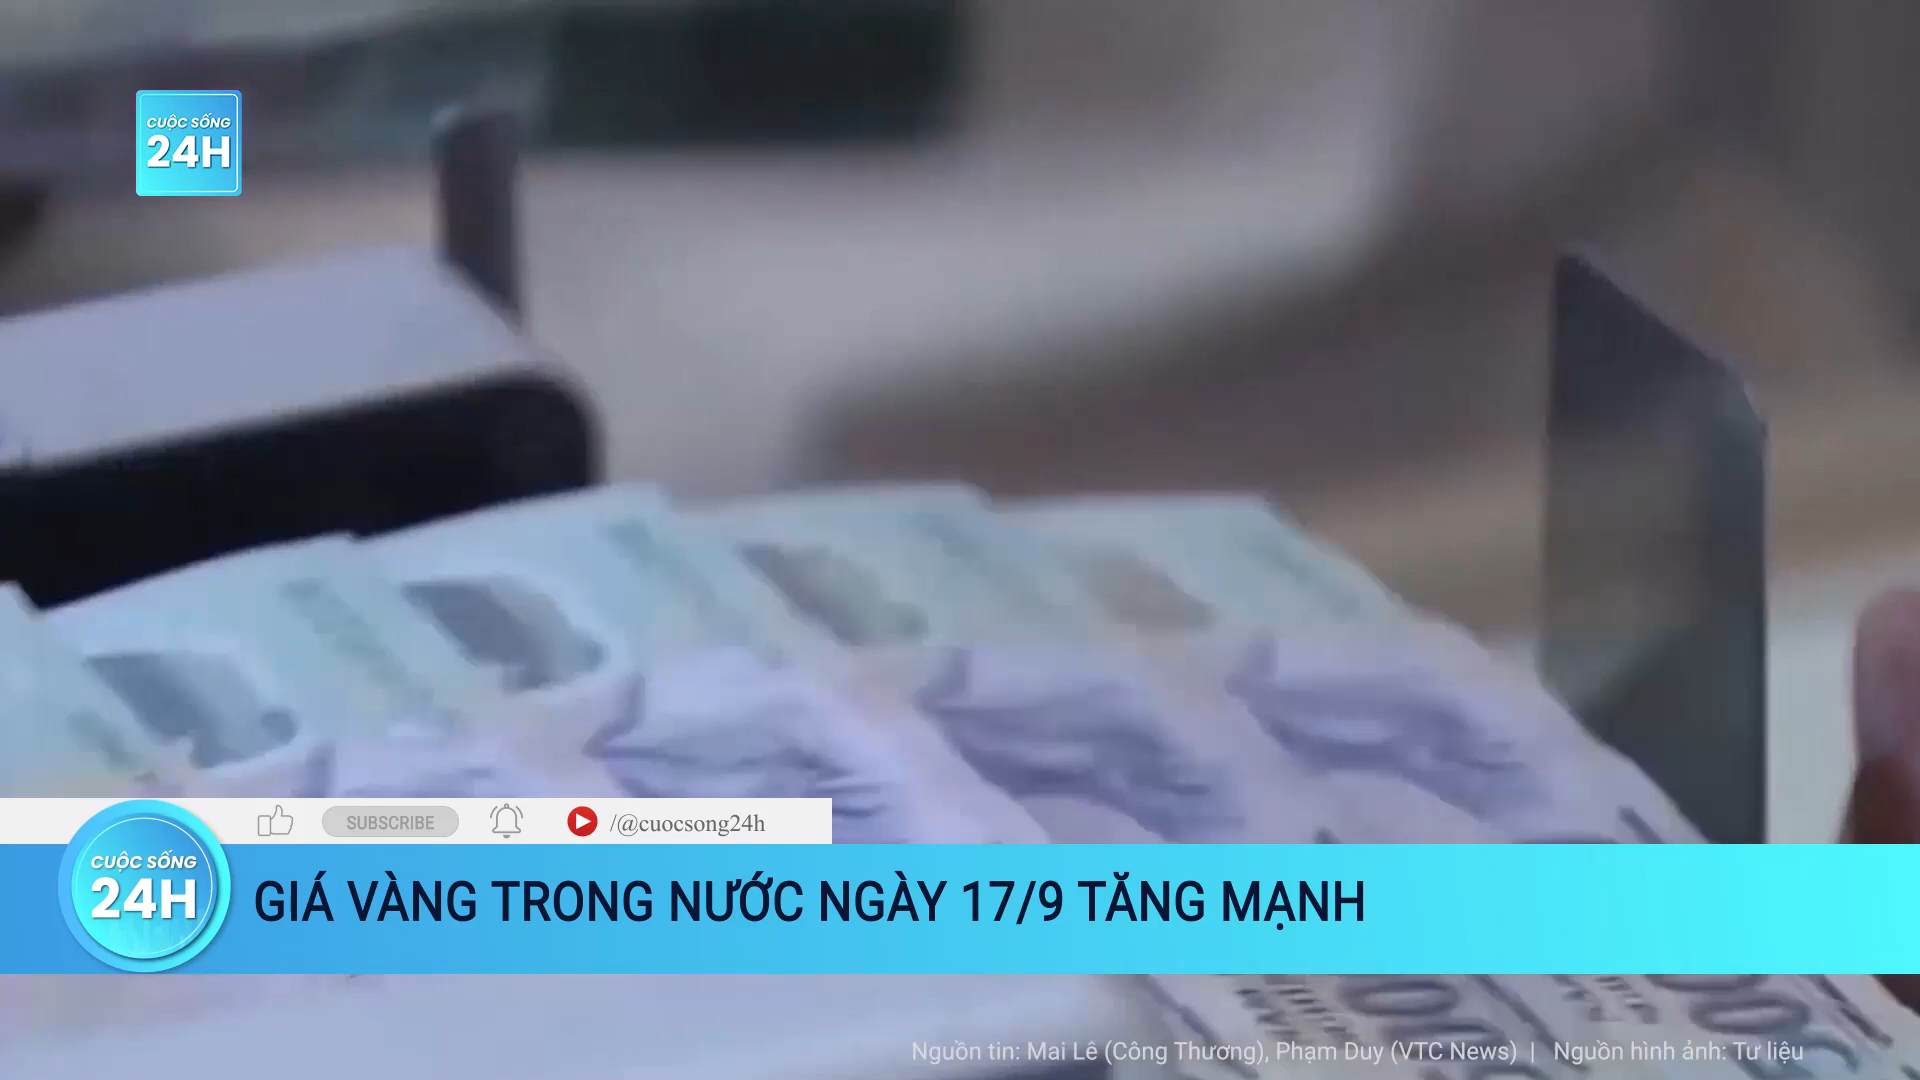 CUỘC SỐNG
24H
SUBSCRIBE
/@cuocsong24h
CUỘC SỐNG
24H
GIÁ VÀNG TRONG NƯỚC NGÀY 17/9 TĂNG MẠNH
Nguồn tin: Mai Lê (Công Thương), Phạm Duy (VTC News) | Nguồn hình ảnh: Tư liệu